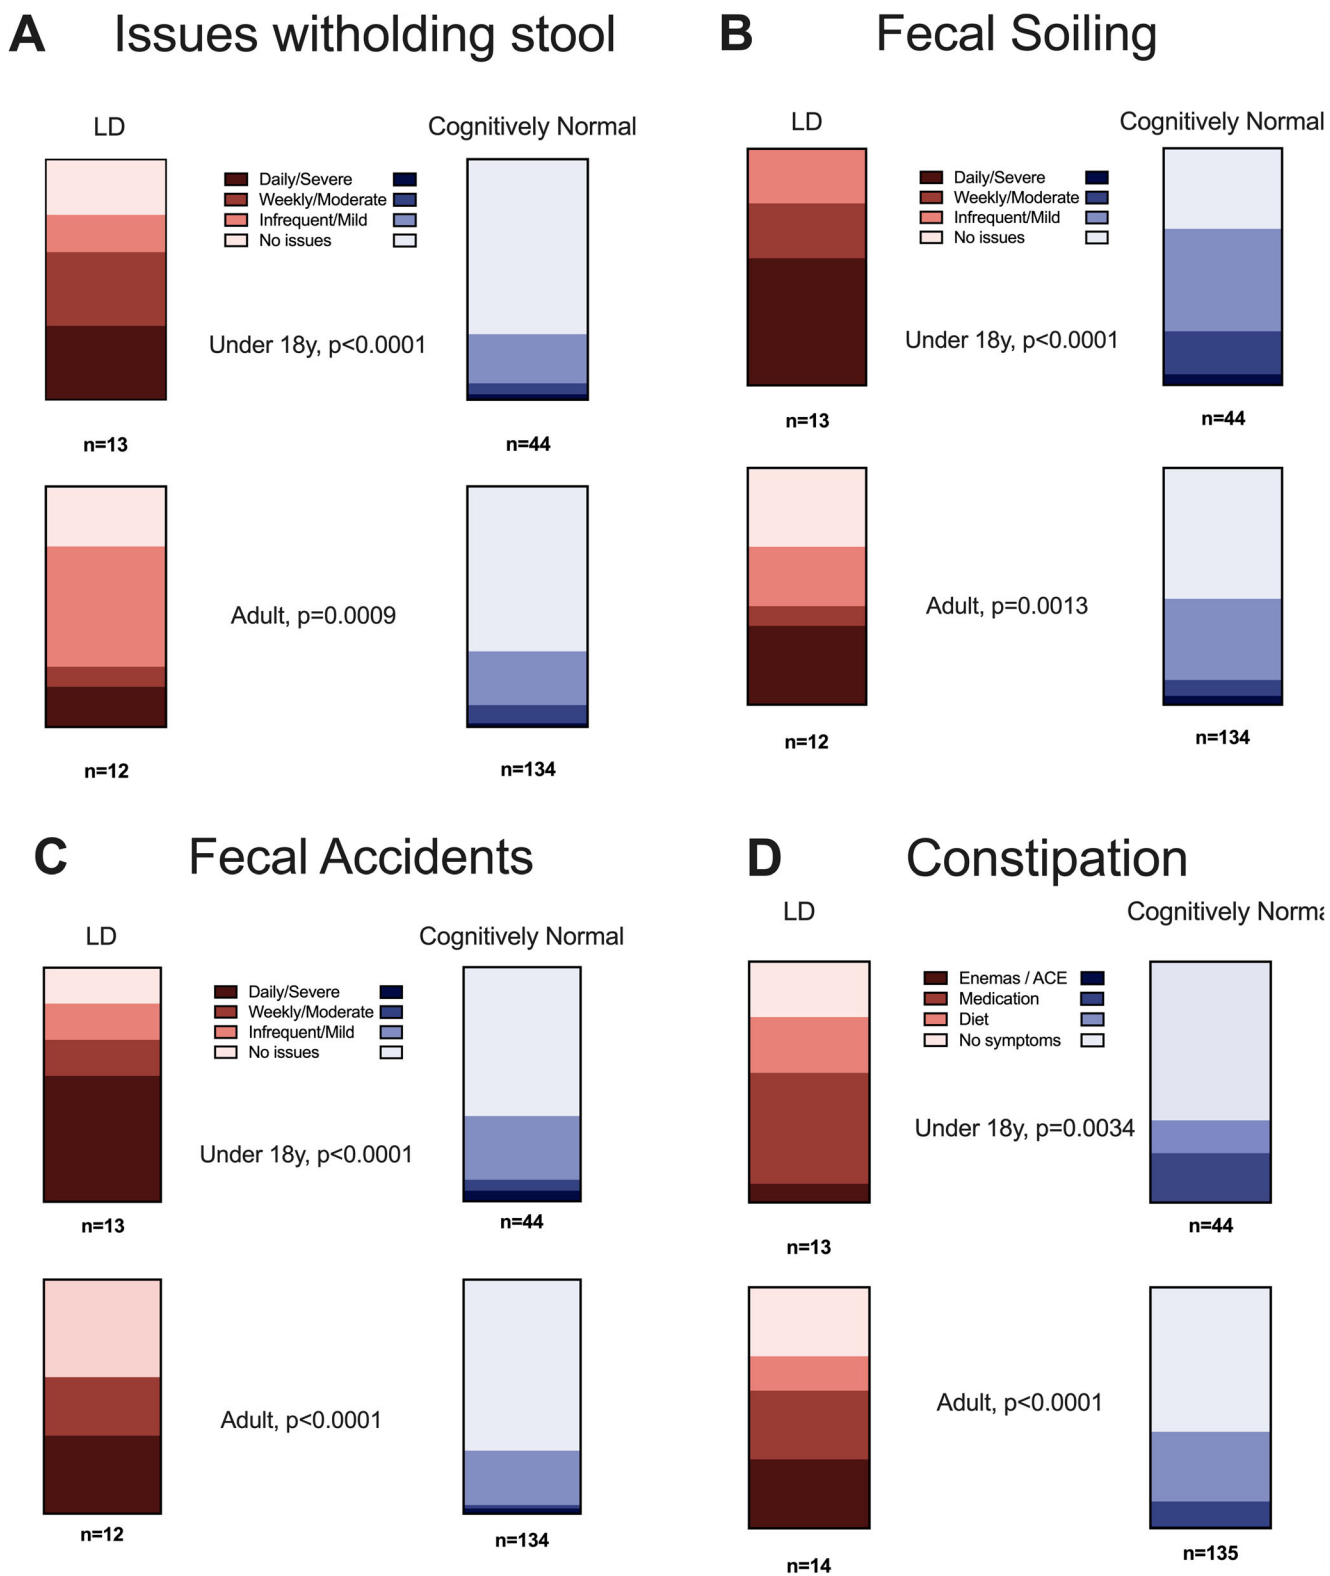 A Issues witholding stool
LD
Cognitively Normal
Daily/Severe
Weekly/Moderate
Infrequent/Mild
No issues
Under 18y, p<0.0001
n=13
n=44
Adult, p=0.0009
n=12
n=134
B Fecal Soiling
LD
Cognitively Normal
Daily/Severe
Weekly/Moderate
Infrequent/Mild
No issues
Under 18y, p<0.0001
n=13
n=44
Adult, p=0.0013
n=12
n=134
C Fecal Accidents
LD
Cognitively Normal
Daily/Severe
Weekly/Moderate
Infrequent/Mild
No issues
Under 18y, p<0.0001
n=13
n=44
Adult, p<0.0001
n=12
n=134
D Constipation
LD
Cognitively Norma
Enemas / ACE
Medication
Diet
No symptoms
Under 18y, p=0.0034
n=13
n=44
Adult, p<0.0001
n=14
n=135